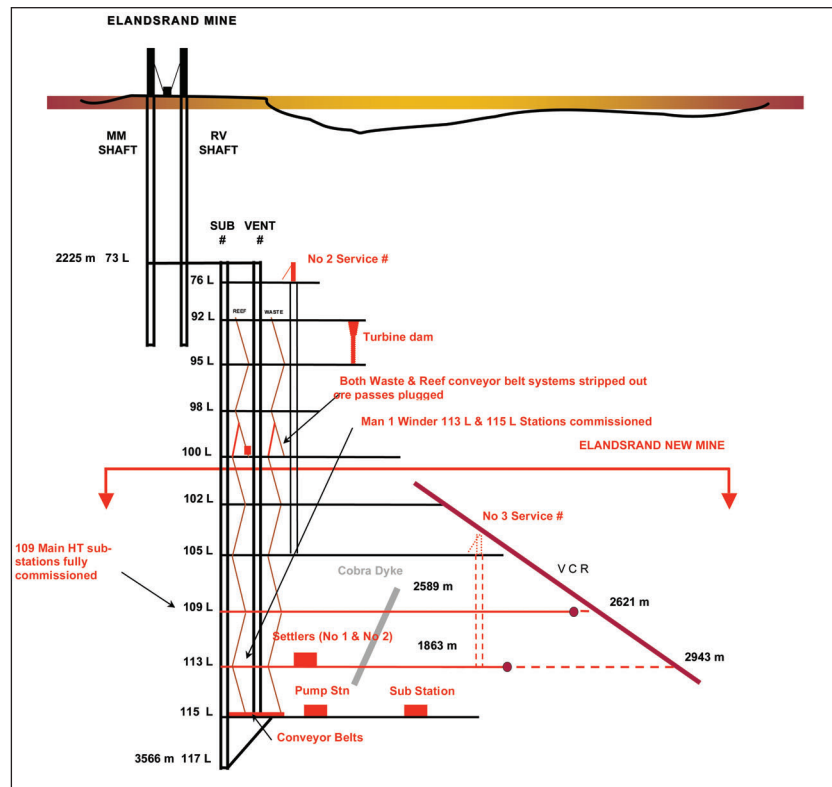 ELANDSRAND MINE
MM
SHAFT
RV
SHAFT
SUB
#
VENT
#
2225 m 73 L
No 2 Service #
76 L
92 L
REEF
WASTE
Turbine dam
95 L
Both Waste & Reef conveyor belt systems stripped out
ore passes plugged
98 L
Man 1 Winder 113 L & 115 L Stations commissioned
ELANDSRAND NEW MINE
100 L
102 L
No 3 Service #
109 Main HT sub-
stations fully
commissioned
105 L
Cobra Dyke
V C R
2589 m
2621 m
109 L
Settlers (No 1 & No 2)
1863 m
2943 m
113 L
Pump Stn
Sub Station
115 L
Conveyor Belts
3566 m 117 L